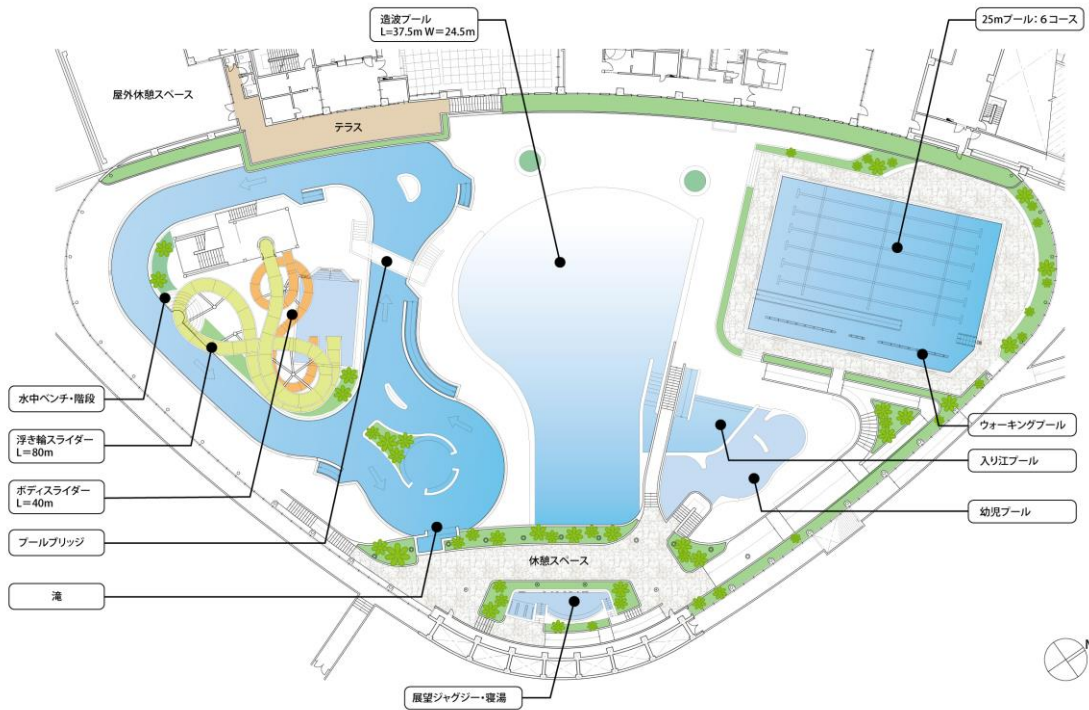 造波プール
L=37.5m W=24.5m
25mプール：6コース
屋外休憩スペース
テラス
水中ベンチ・階段
浮き輪スライダー
L=80m
ボディスライダー
L=40m
プールブリッジ
滝
ウォーキングプール
入り江プール
幼児プール
休憩スペース
展望ジャグジー・寝湯
N